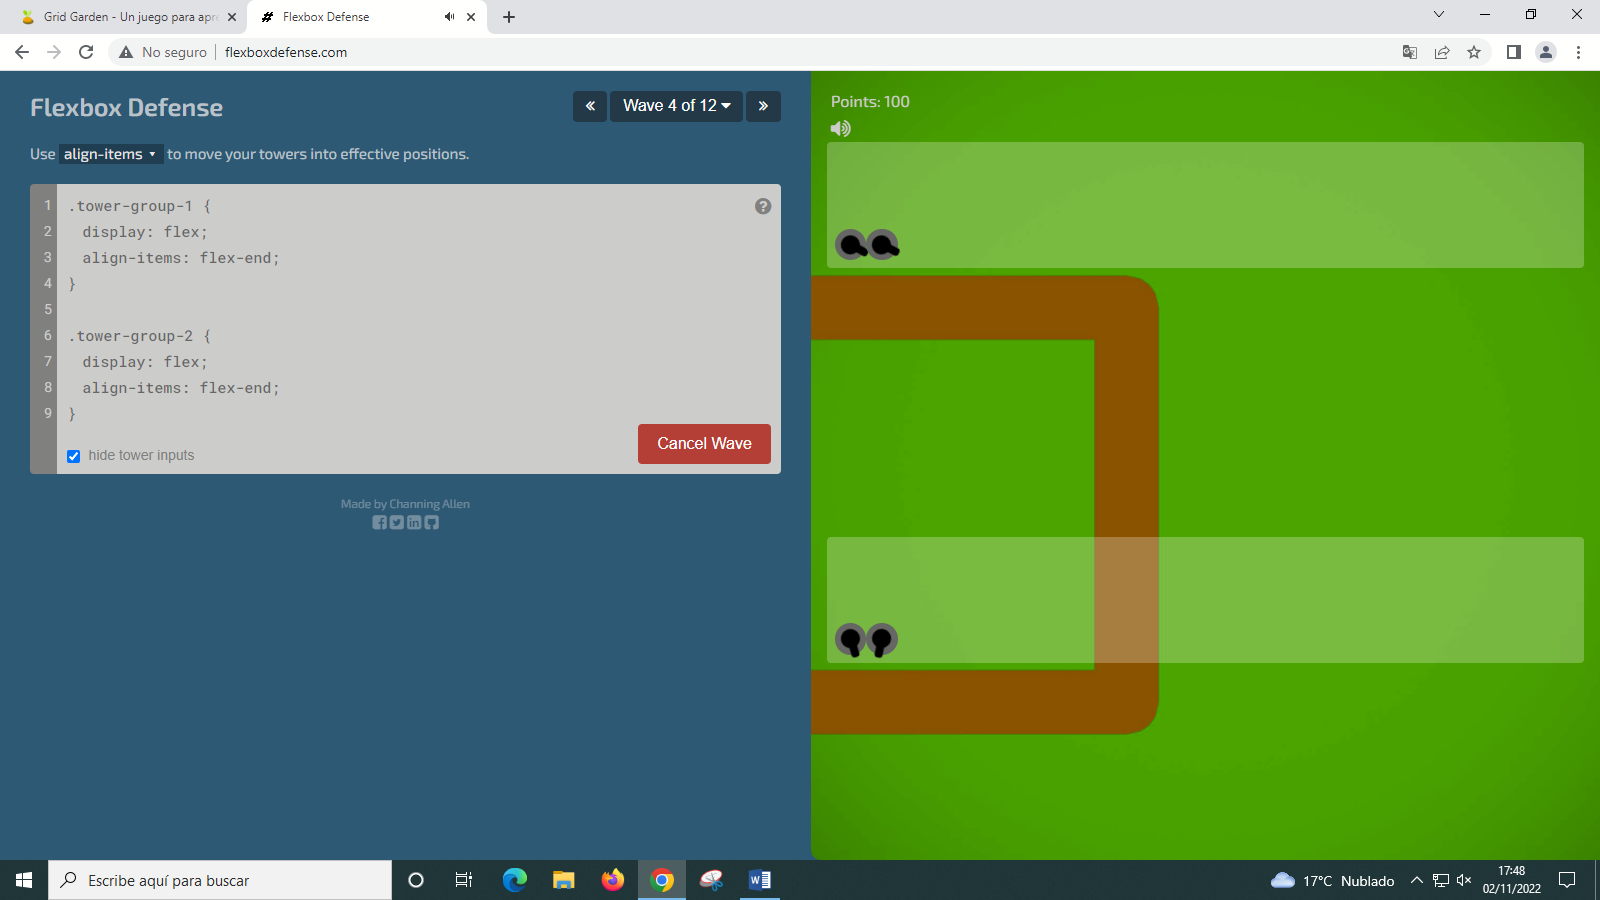 Grid Garden - Un juego para apre
Flexbox Defense
No seguro
flexboxdefense.com
Flexbox Defense
Wave 4 of 12
Use align-items to move your towers into effective positions.
1 .tower-group-1 {
2 display: flex;
3 align-items: flex-end;
4 }
5
6 .tower-group-2 {
7 display: flex;
8 align-items: flex-end;
9 }
hide tower inputs
Cancel Wave
Made by Channing Allen
Points: 100
Escribe aquí para buscar
17°C Nublado
17:48
02/11/2022